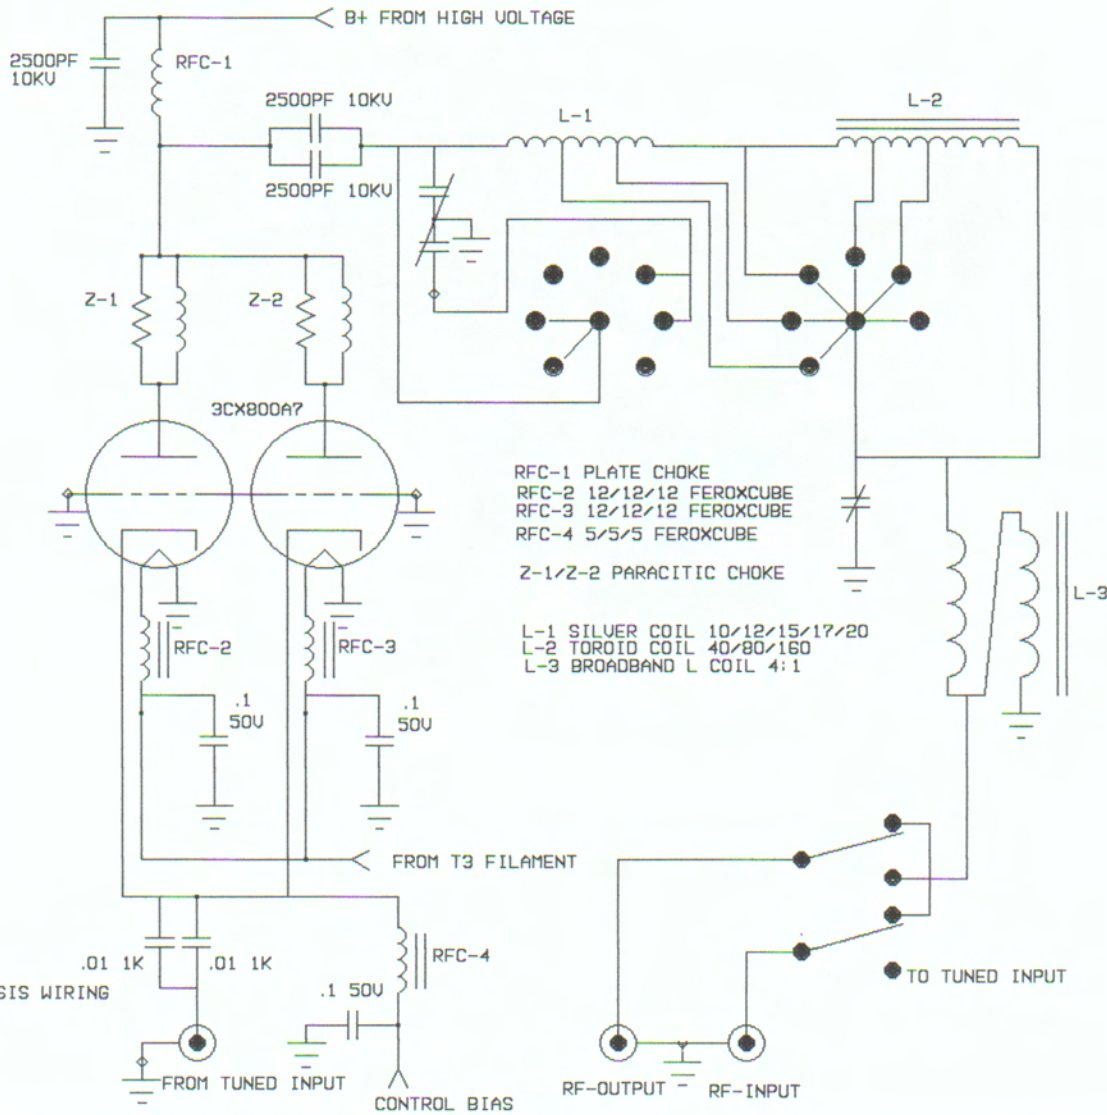 B+ FROM HIGH VOLTAGE
2500PF
10KV
RFC-1
2500PF 10KV
2500PF 10KV
L-1
L-2
Z-1
Z-2
3CX800A7
RFC-1 PLATE CHOKE
RFC-2 12/12/12 FEROXCUBE
RFC-3 12/12/12 FEROXCUBE
RFC-4 5/5/5 FEROXCUBE
Z-1/Z-2 PARACITIC CHOKE
L-1 SILVER COIL 10/12/15/17/20
L-2 TOROID COIL 40/80/160
L-3 BROADBAND L COIL 4:1
L-3
RFC-2
RFC-3
.1
50V
.1
50V
FROM T3 FILAMENT
.01 1K
.01 1K
RFC-4
SIS WIRING
.1 50V
TO TUNED INPUT
FROM TUNED INPUT
CONTROL BIAS
RF-OUTPUT
RF-INPUT